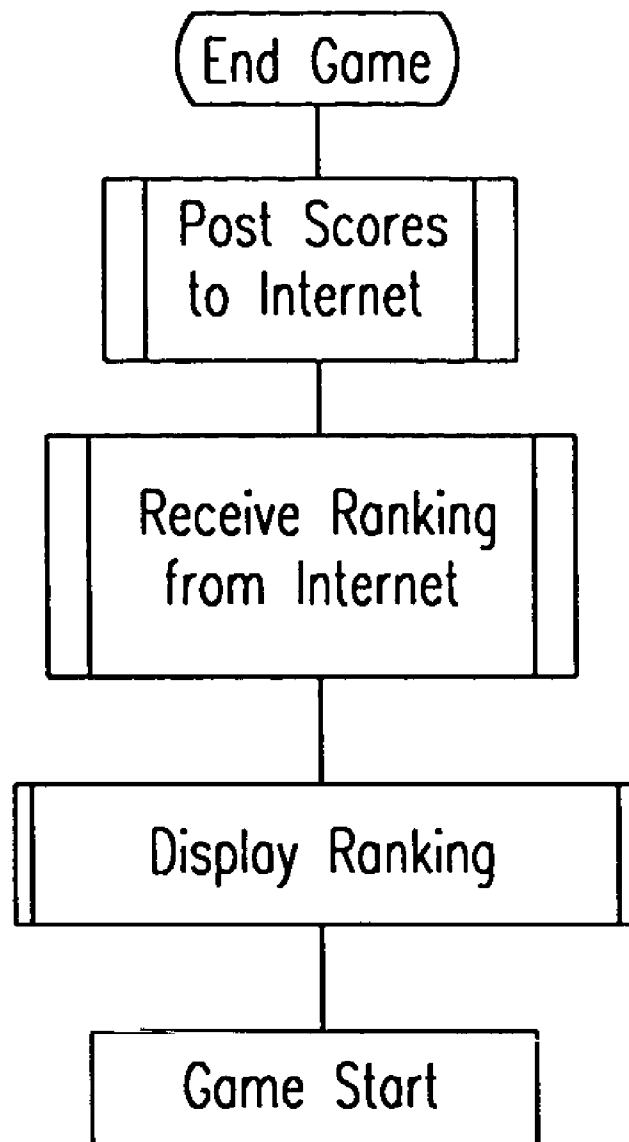 End Game
Post Scores
to Internet
Receive Ranking
from Internet
Display Ranking
Game Start